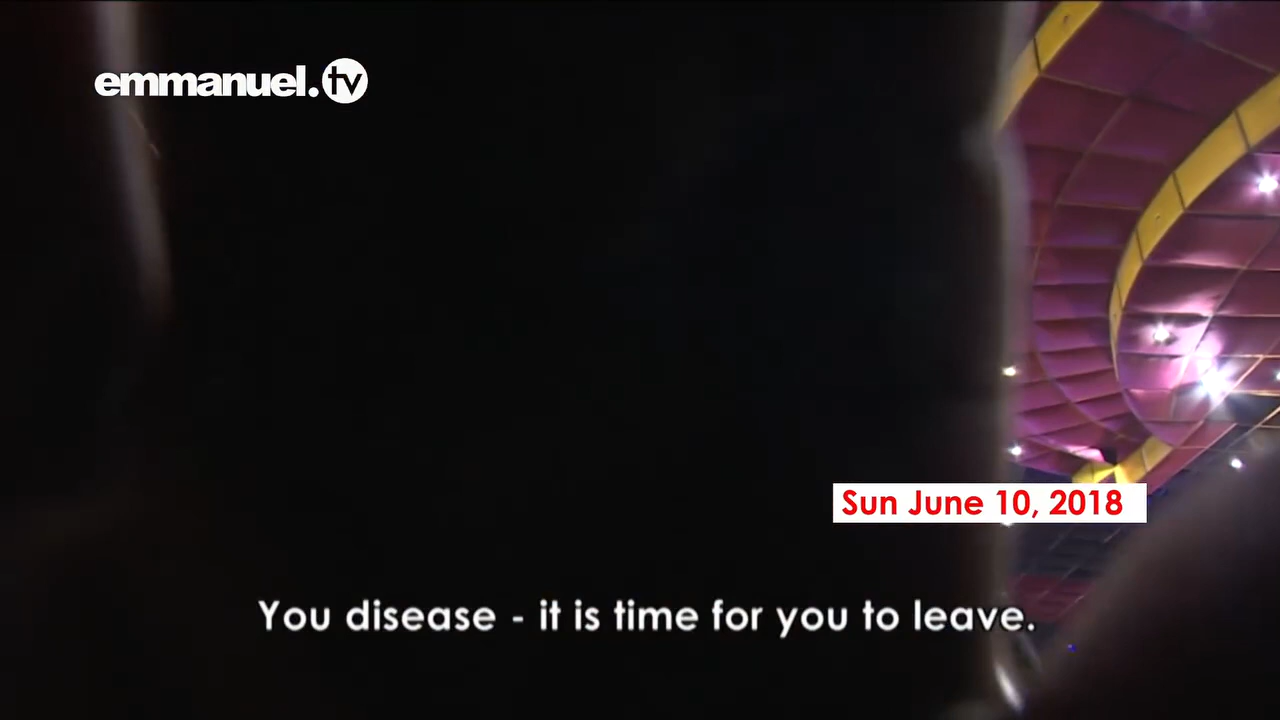 emmanuel.tv
Sun June 10, 2018
You disease - it is time for you to leave.